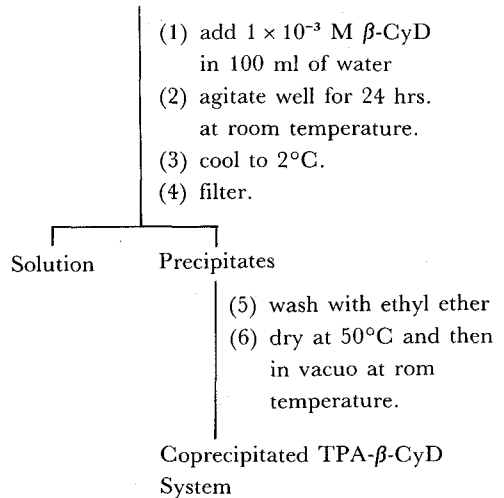 (1) add 1 × 10⁻³ M β-CyD
in 100 ml of water
(2) agitate well for 24 hrs.
at room temperature.
(3) cool to 2°C.
(4) filter.
Solution Precipitates
(5) wash with ethyl ether
(6) dry at 50°C and then
in vacuo at rom
temperature.
Coprecipitated TPA-β-CyD
System